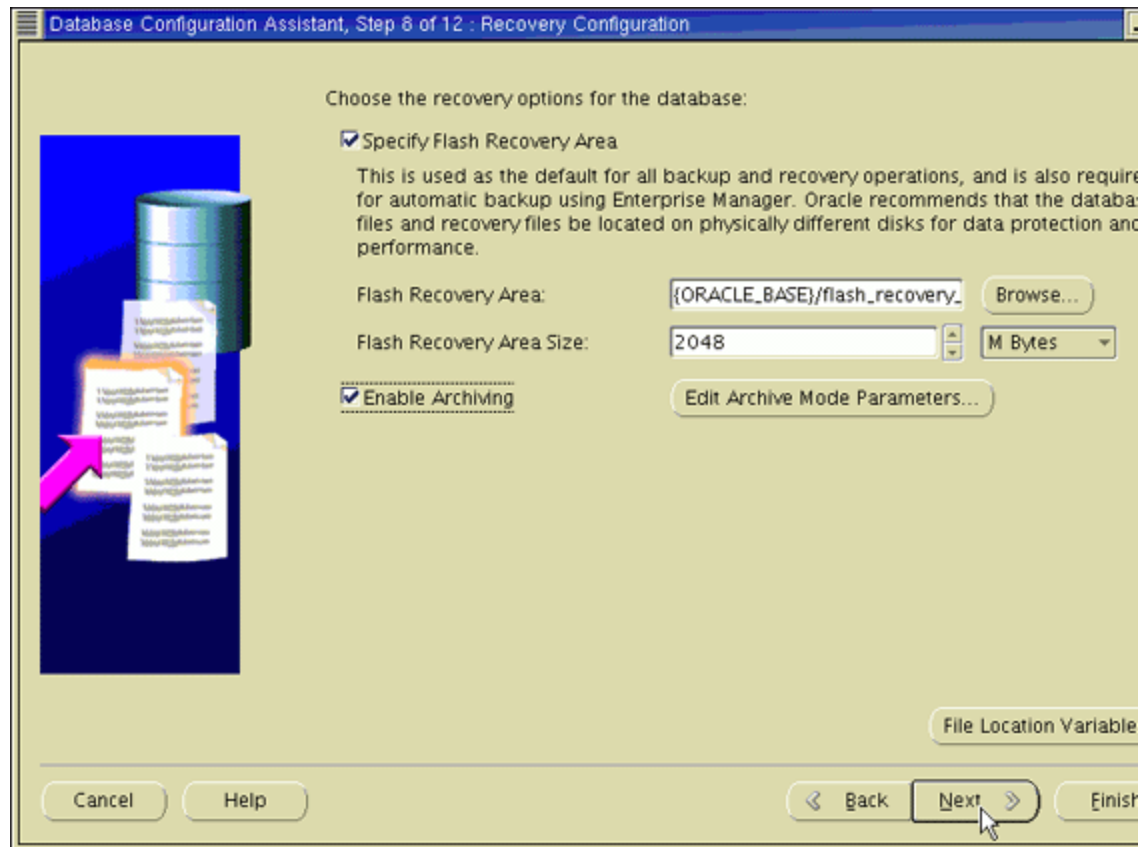 Database Configuration Assistant, Step 8 of 12 : Recovery Configuration
Choose the recovery options for the database:
Specify Flash Recovery Area
This is used as the default for all backup and recovery operations, and is also require
for automatic backup using Enterprise Manager. Oracle recommends that the databas
files and recovery files be located on physically different disks for data protection and
performance.
Flash Recovery Area: {ORACLE_BASE}/flash_recovery_ Browse...
Flash Recovery Area Size: 2048 M Bytes
Enable Archiving Edit Archive Mode Parameters...
File Location Variable
Cancel Help Back Next Finish